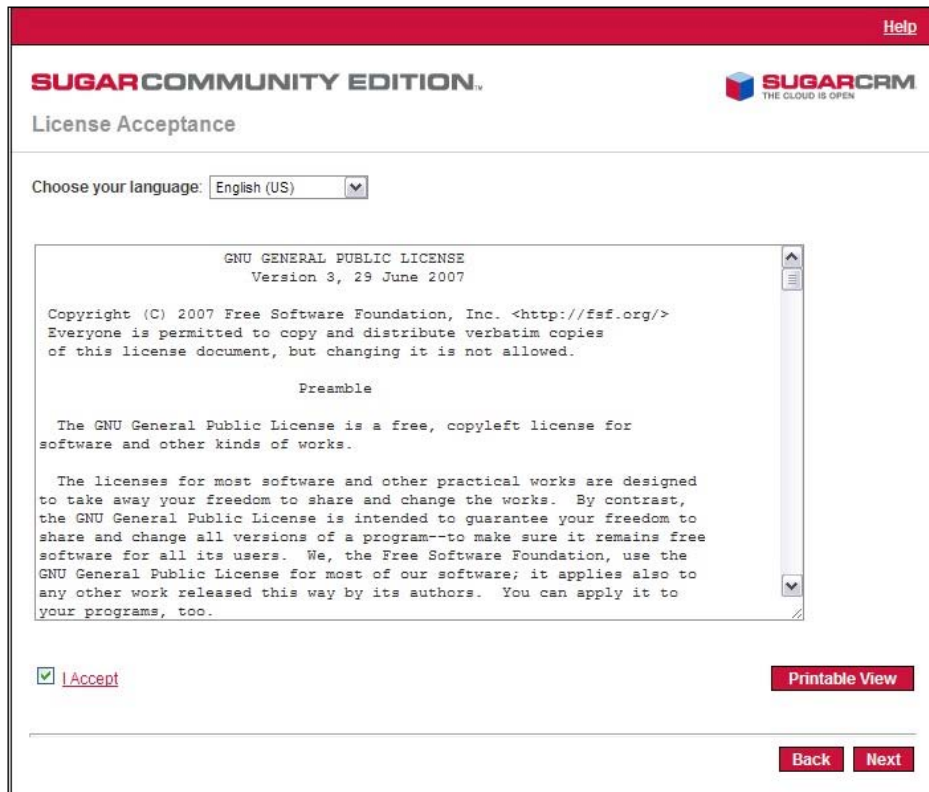 Help
SUGARCOMMUNITY EDITION™
SUGARCRM
THE CLOUD IS OPEN
License Acceptance
Choose your language: English (US)
GNU GENERAL PUBLIC LICENSE
Version 3, 29 June 2007
Copyright (C) 2007 Free Software Foundation, Inc. <http://fsf.org/>
Everyone is permitted to copy and distribute verbatim copies
of this license document, but changing it is not allowed.
Preamble
The GNU General Public License is a free, copyleft license for
software and other kinds of works.
The licenses for most software and other practical works are designed
to take away your freedom to share and change the works.  By contrast,
the GNU General Public License is intended to guarantee your freedom to
share and change all versions of a program--to make sure it remains free
software for all its users.  We, the Free Software Foundation, use the
GNU General Public License for most of our software; it applies also to
any other work released this way by its authors.  You can apply it to
your programs, too.
I Accept
Printable View
Back Next